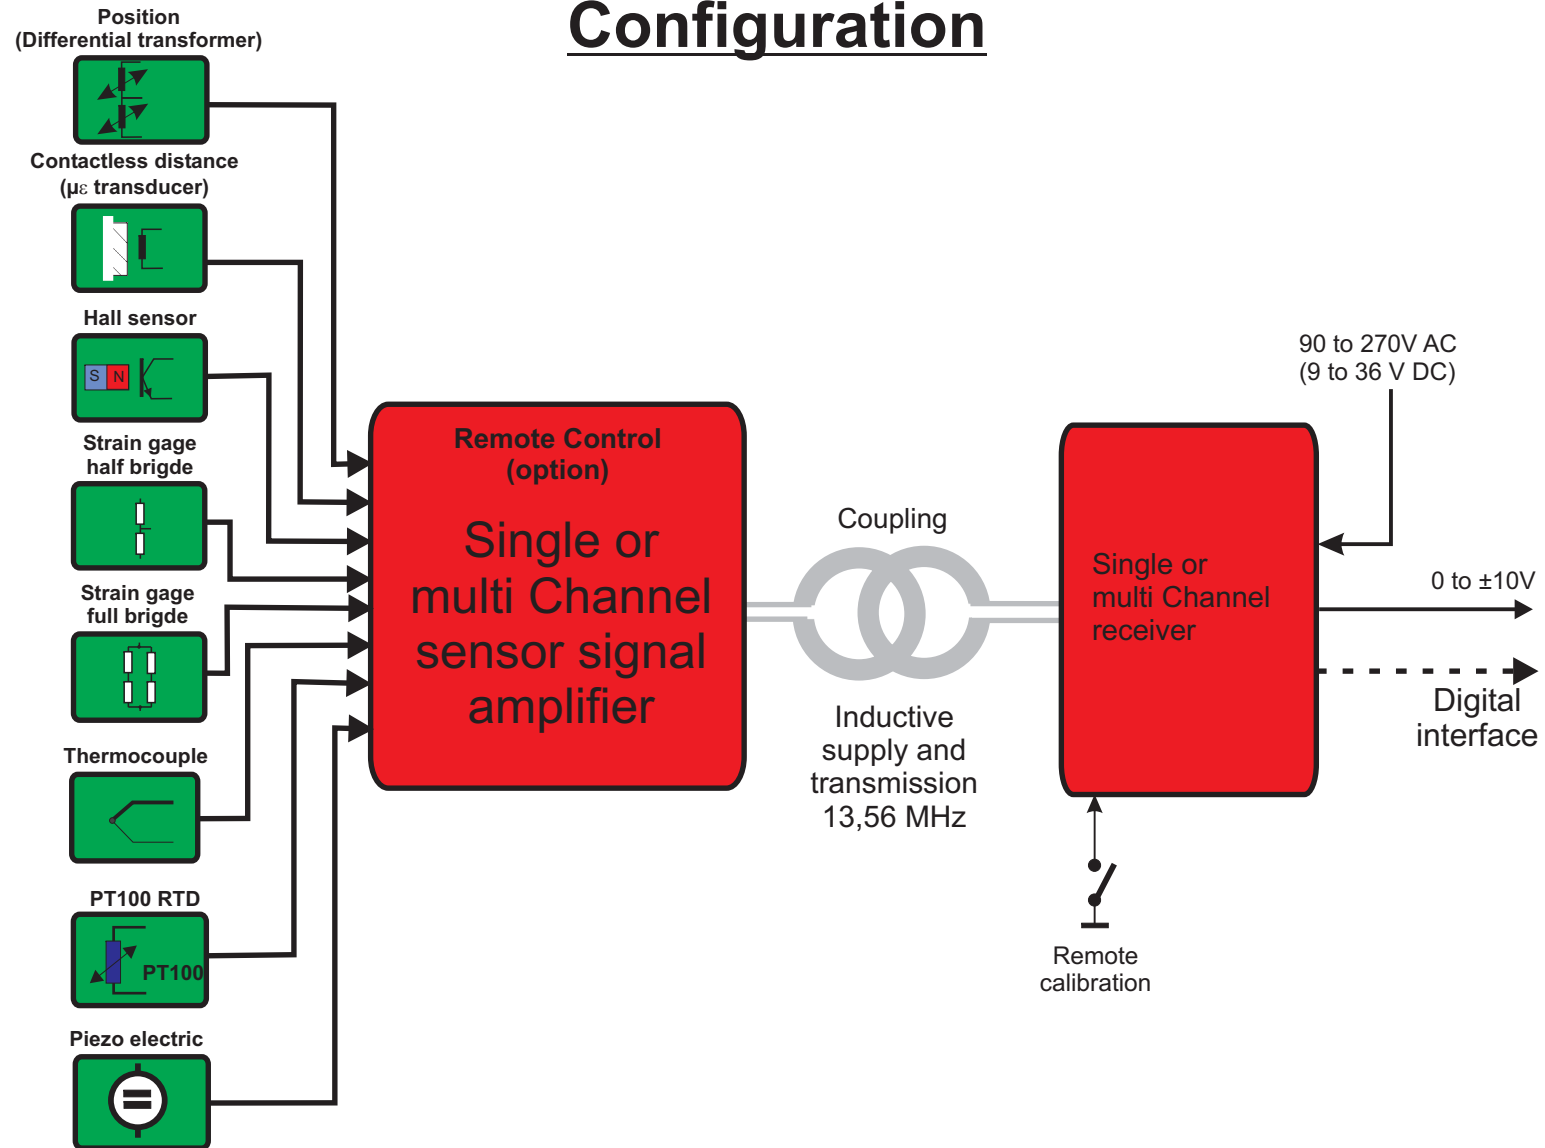 Configuration
Position
(Differential transformer)
Contactless distance
(με transducer)
Hall sensor
S N
Strain gage
half brigde
Strain gage
full brigde
Thermocouple
PT100 RTD
PT100
Piezo electric
Remote Control
(option)
Single or
multi Channel
sensor signal
amplifier
Coupling
Inductive
supply and
transmission
13,56 MHz
Single or
multi Channel
receiver
90 to 270V AC
(9 to 36 V DC)
0 to ±10V
Digital
interface
Remote
calibration